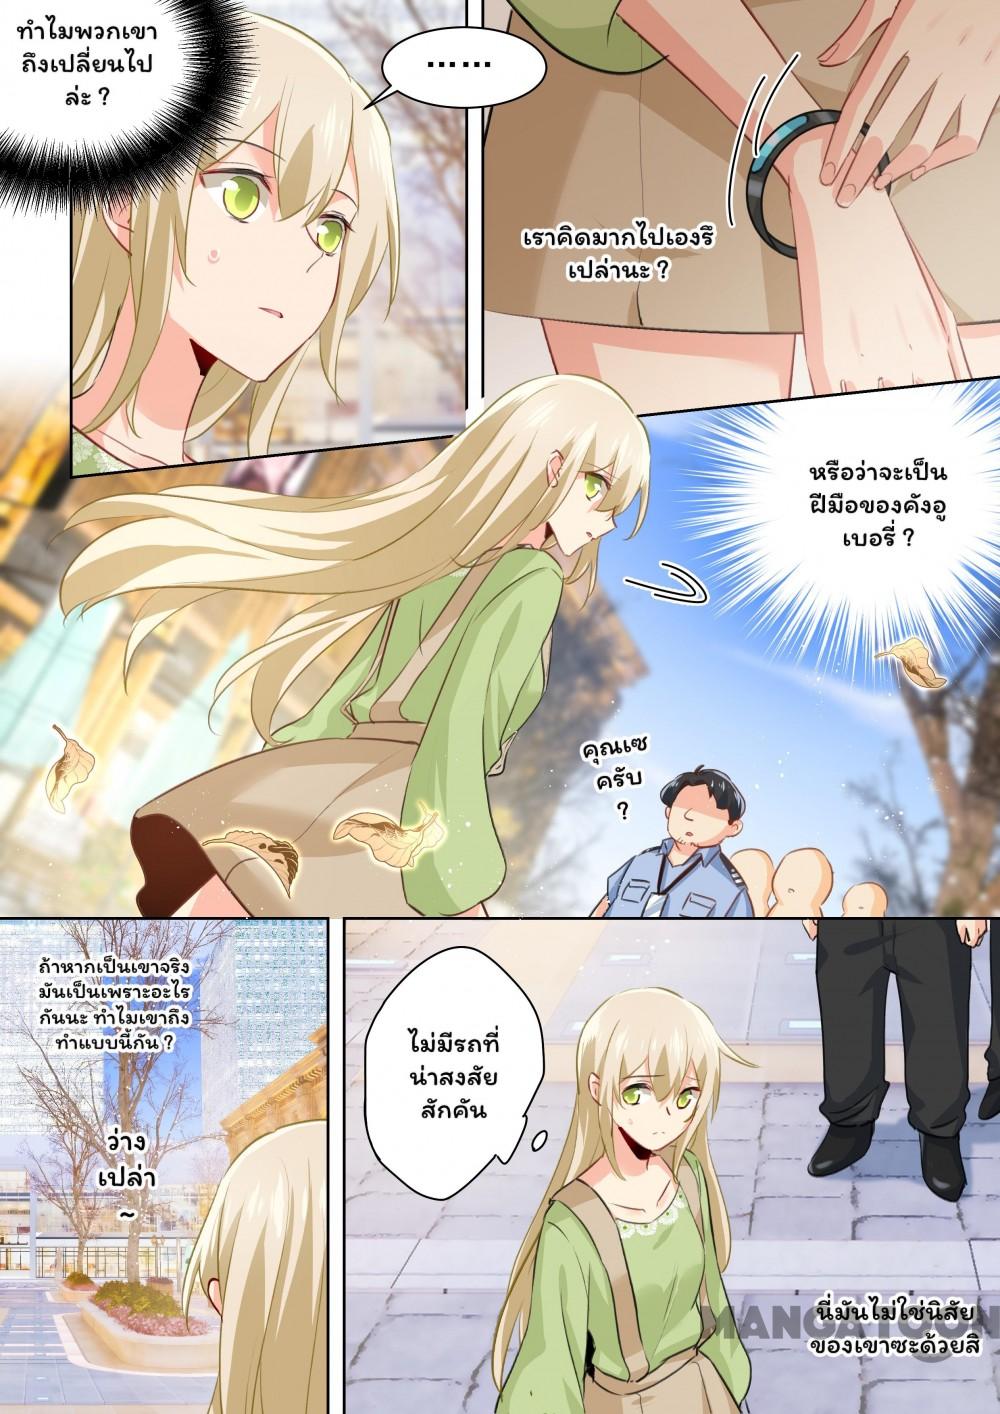 ทำไมพวกเขา
ถึงเปลี่ยนไป
ล่ะ ?
......
เราคิดมากไปเองรึ
เปล่านะ ?
หรือว่าจะเป็น
ฝีมือของคังอู
เบอรี่ ?
คุณเซ
ครับ
?
ถ้าหากเป็นเขาจริง
มันเป็นเพราะอะไร
กันนะ ทำไมเขาถึง
ทำแบบนี้กัน ?
ว่าง
เปล่า
~
ไม่มีรถที่
น่าสงสัย
สักคัน
นี่มันไม่ใช่นิสัย
ของเขาซะด้วยสิ
MANGATOON